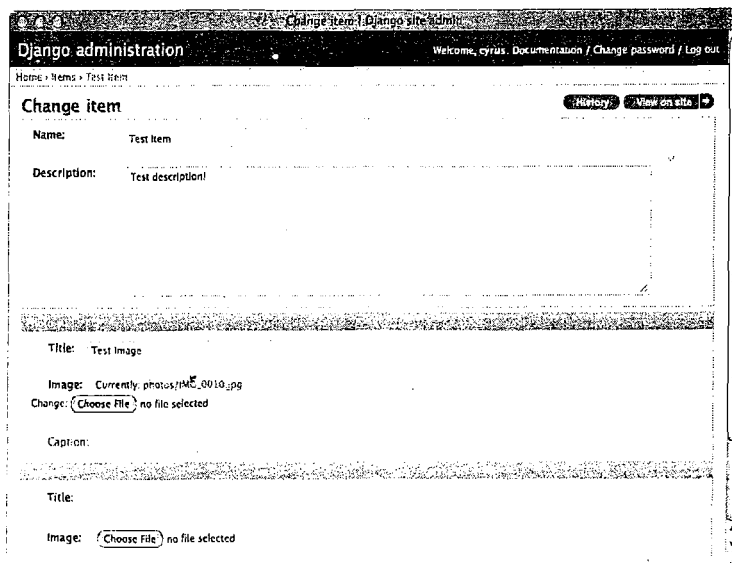 Change item | Django site admin
Django administration
Welcome, cyrus. Documentation / Change password / Log out
Home › Items › Test Item
Change item
History
View on site
Name: Test Item
Description: Test description!
Title: Test Image
Image: Currently: photos/IMG_0010.jpg
Change: Choose File no file selected
Caption:
Title:
Image: Choose File no file selected